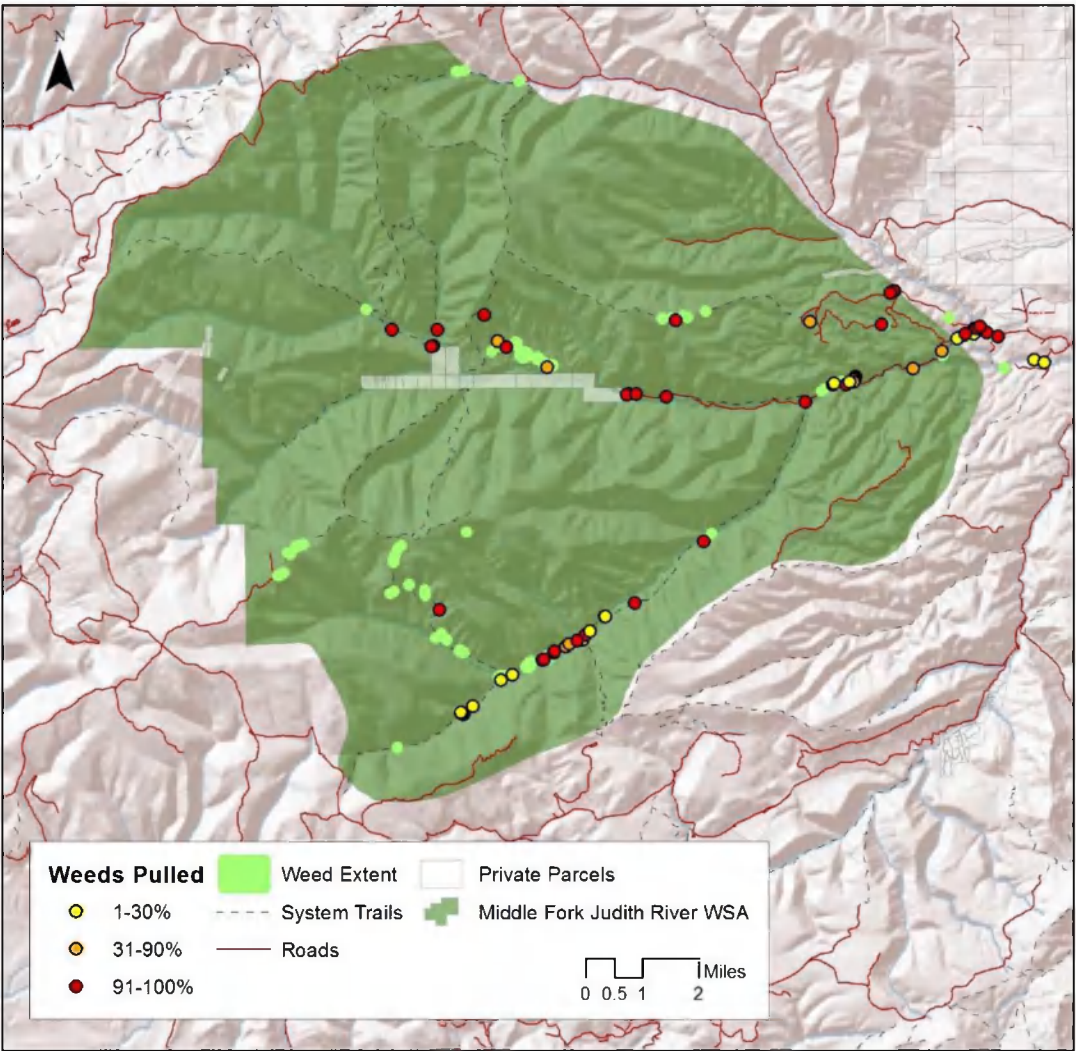 N
Weeds Pulled
1-30%
31-90%
91-100%
Weed Extent
System Trails
Roads
Private Parcels
Middle Fork Judith River WSA
Miles
0 0.5 1 2